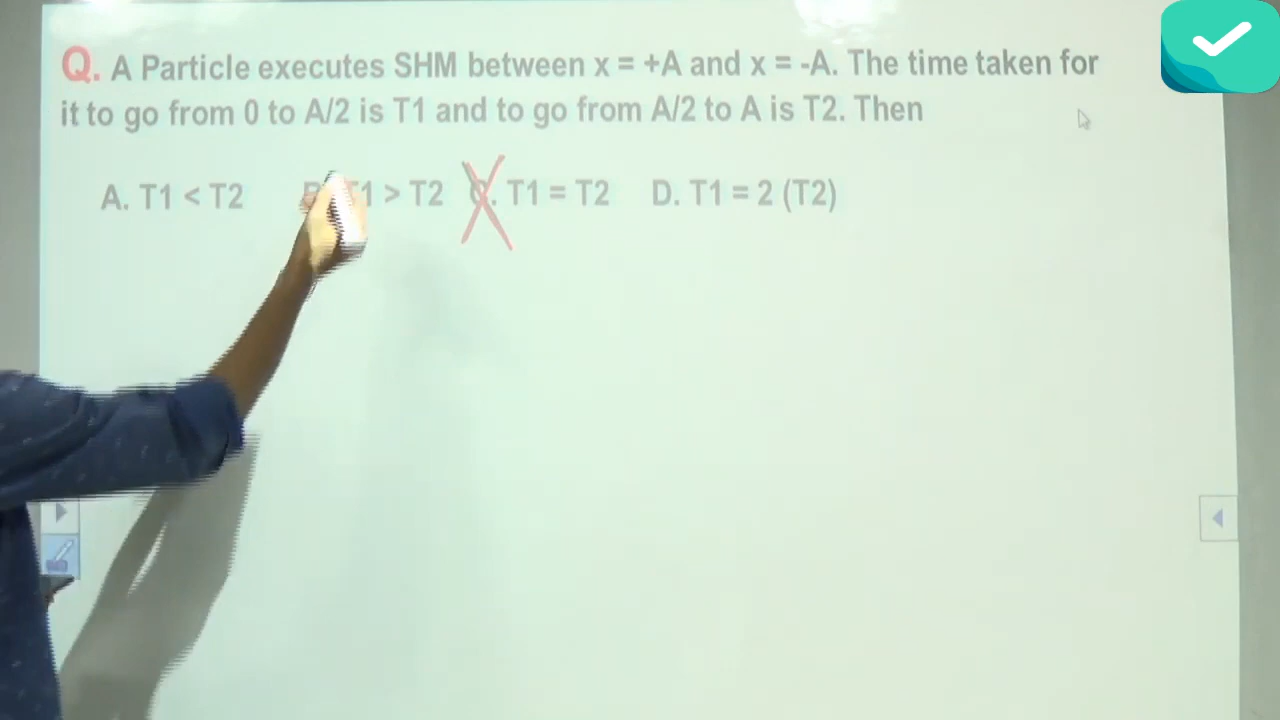 Q. A Particle executes SHM between x = +A and x = -A. The time taken for
it to go from 0 to A/2 is T1 and to go from A/2 to A is T2. Then
A. T1 < T2 B. T1 > T2 C. T1 = T2 D. T1 = 2 (T2)